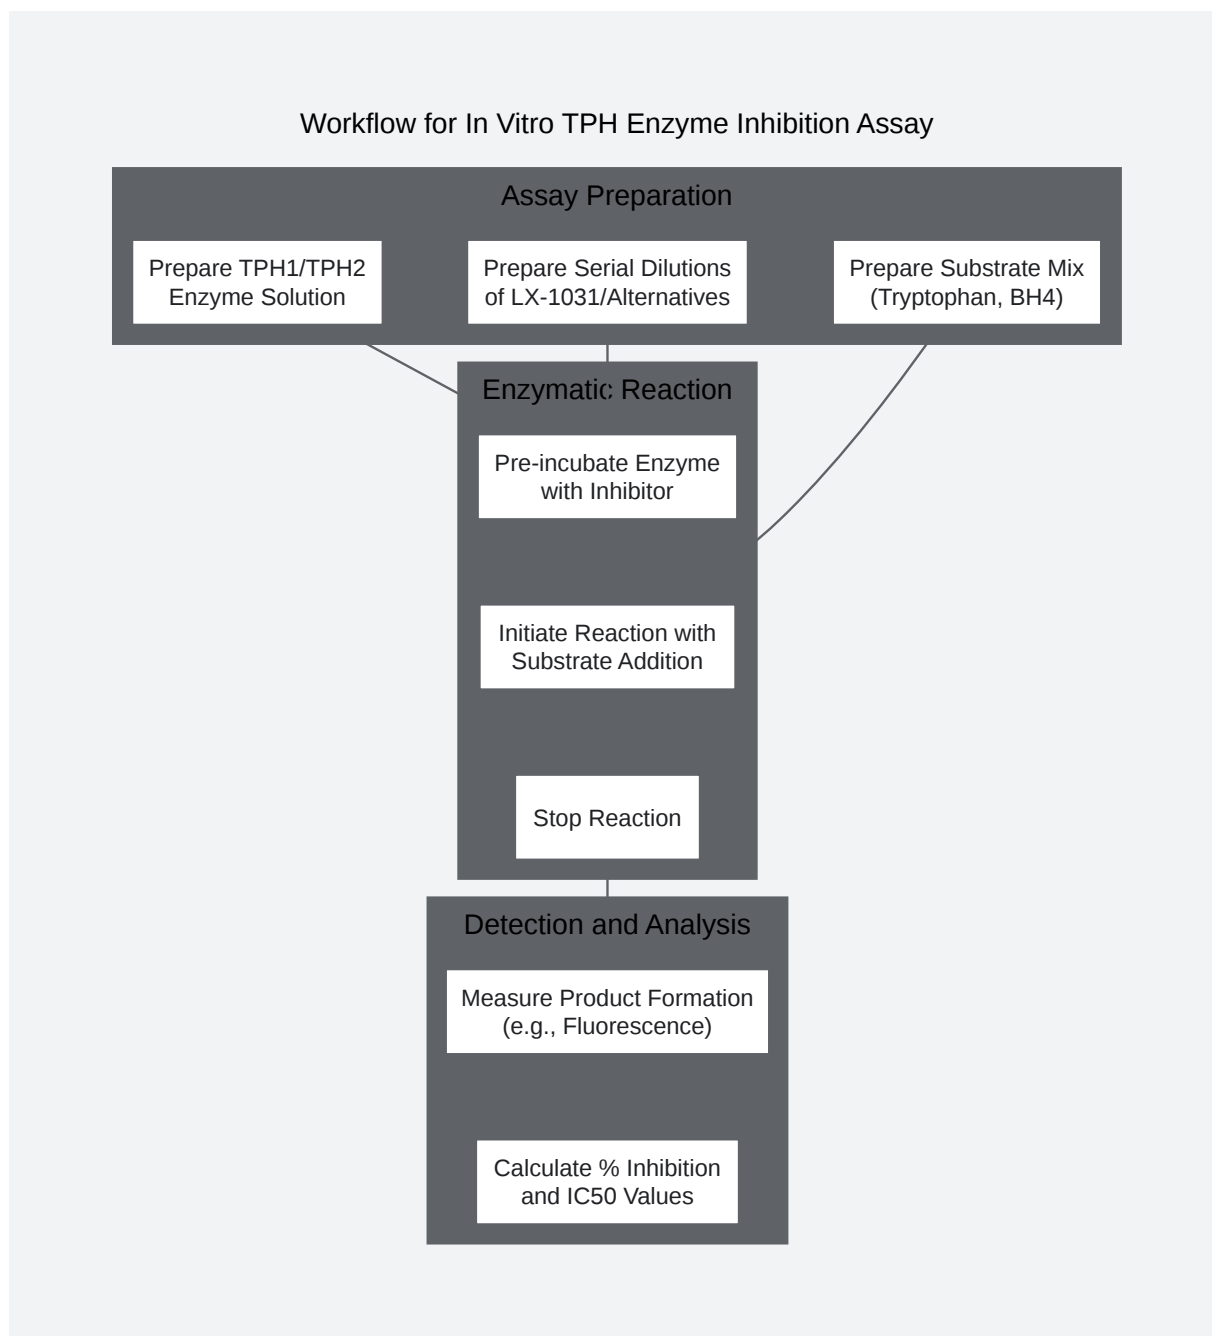 Workflow for In Vitro TPH Enzyme Inhibition Assay
Assay Preparation
Prepare TPH1/TPH2
Enzyme Solution
Prepare Serial Dilutions
of LX-1031/Alternatives
Prepare Substrate Mix
(Tryptophan, BH4)
Enzymatic Reaction
Pre-incubate Enzyme
with Inhibitor
Initiate Reaction with
Substrate Addition
Stop Reaction
Detection and Analysis
Measure Product Formation
(e.g., Fluorescence)
Calculate % Inhibition
and IC50 Values